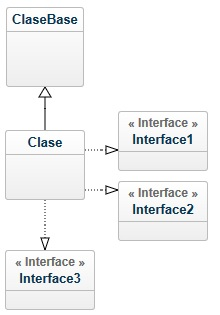 ClaseBase
Clase
« Interface »
Interface1
« Interface »
Interface2
« Interface »
Interface3